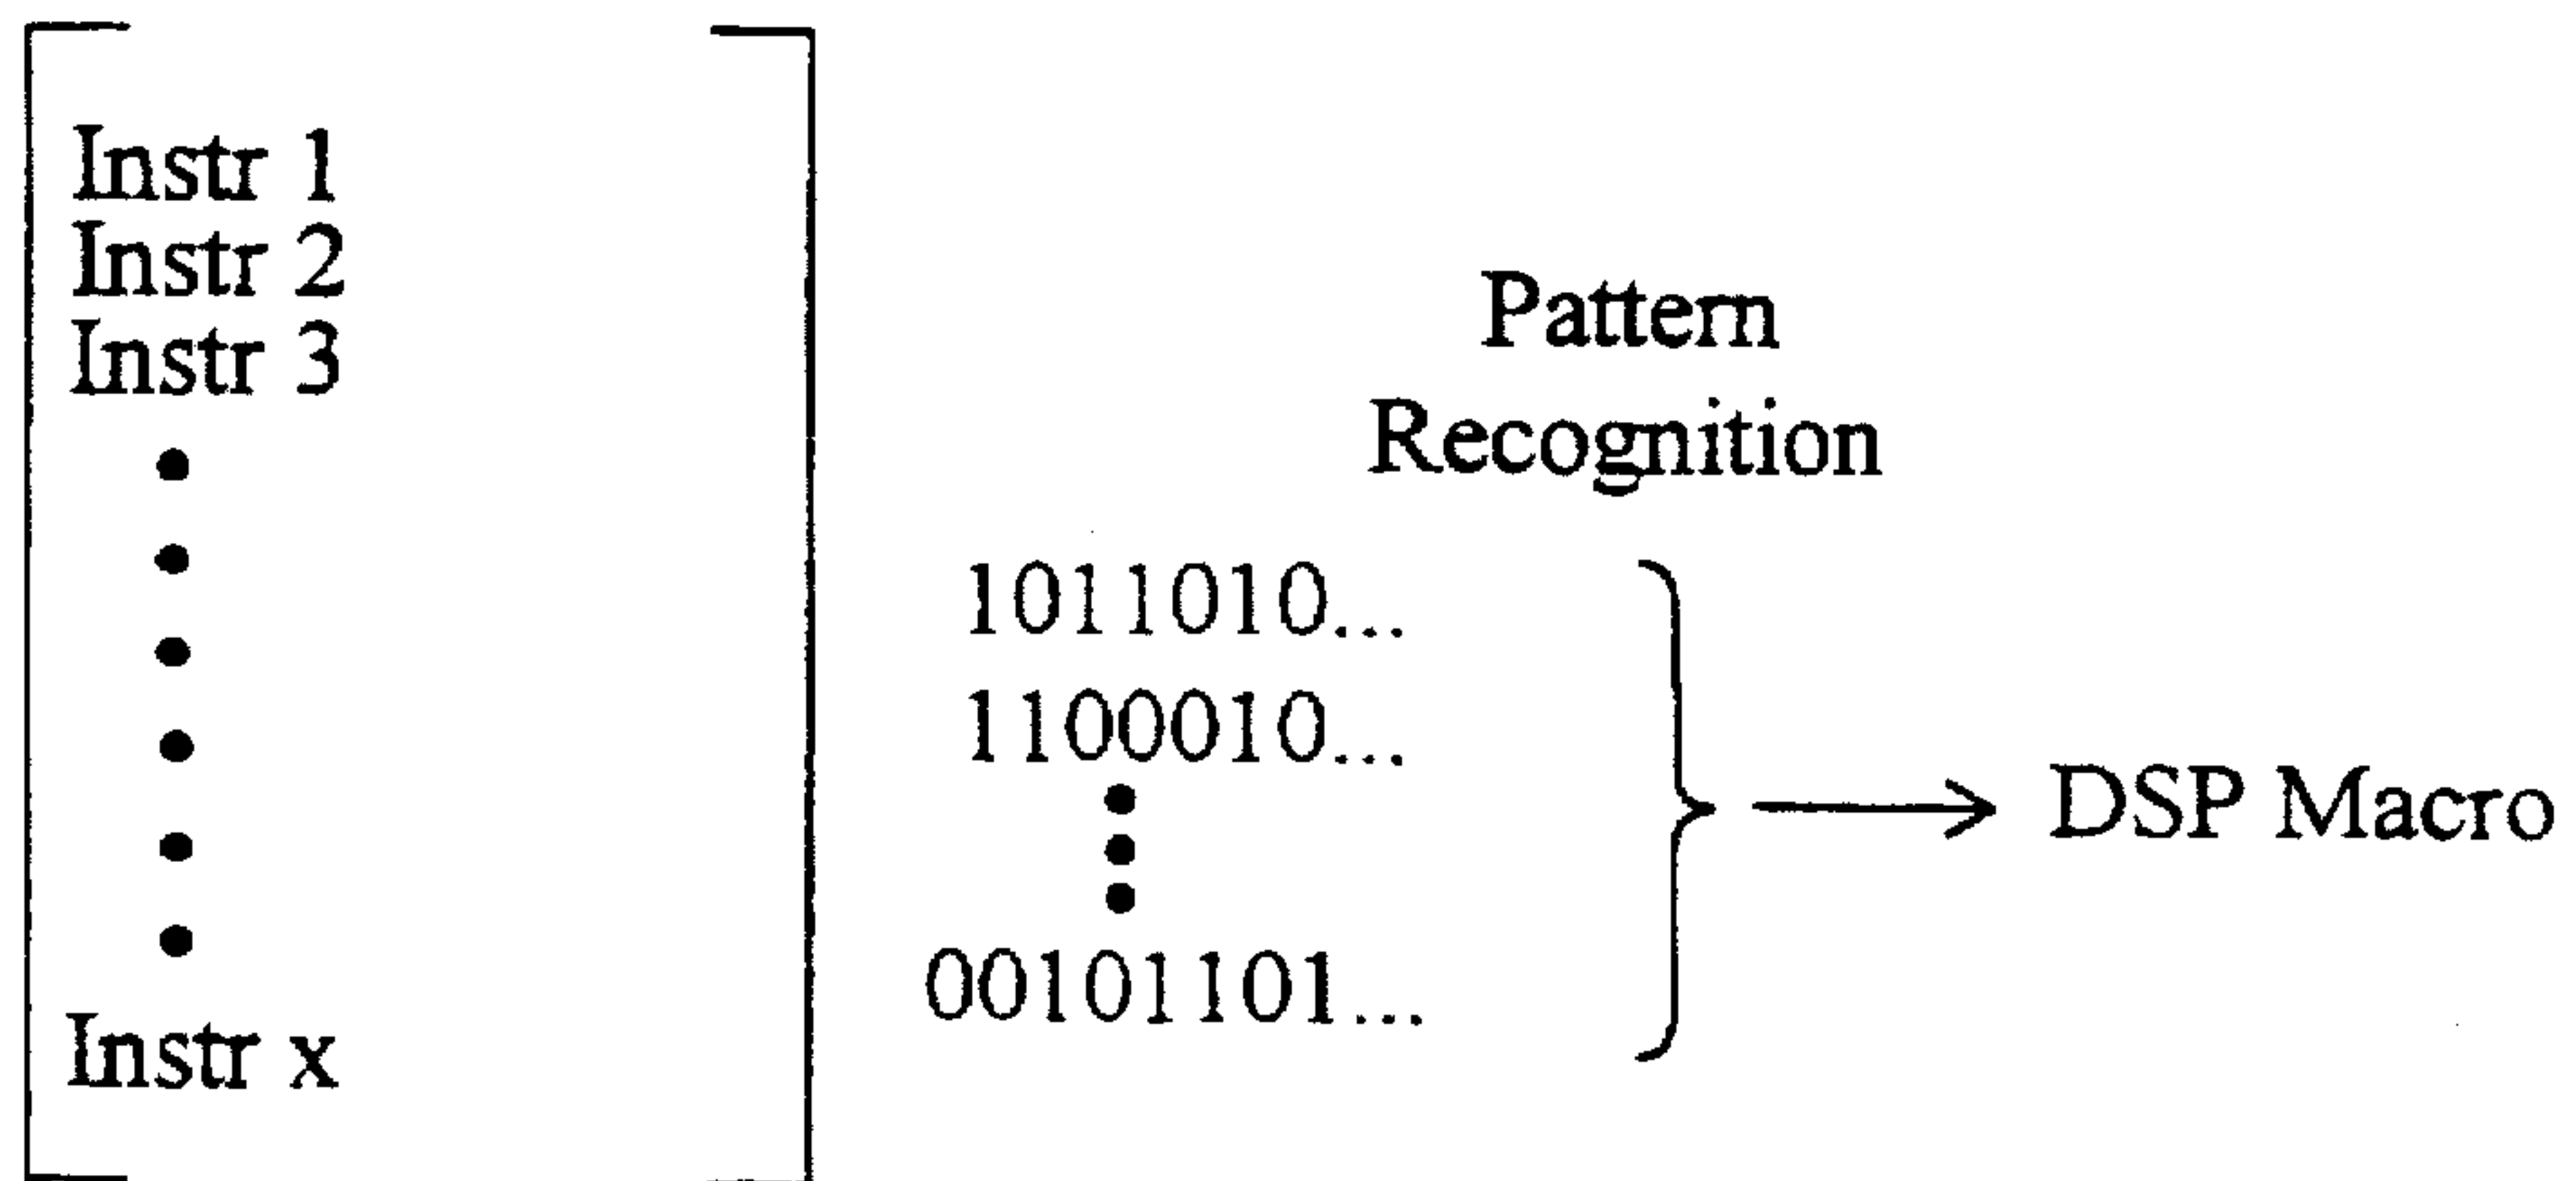 Instr 1
Instr 2
Instr 3
Instr x
Pattern
Recognition
1011010...
1100010...
00101101...
DSP Macro